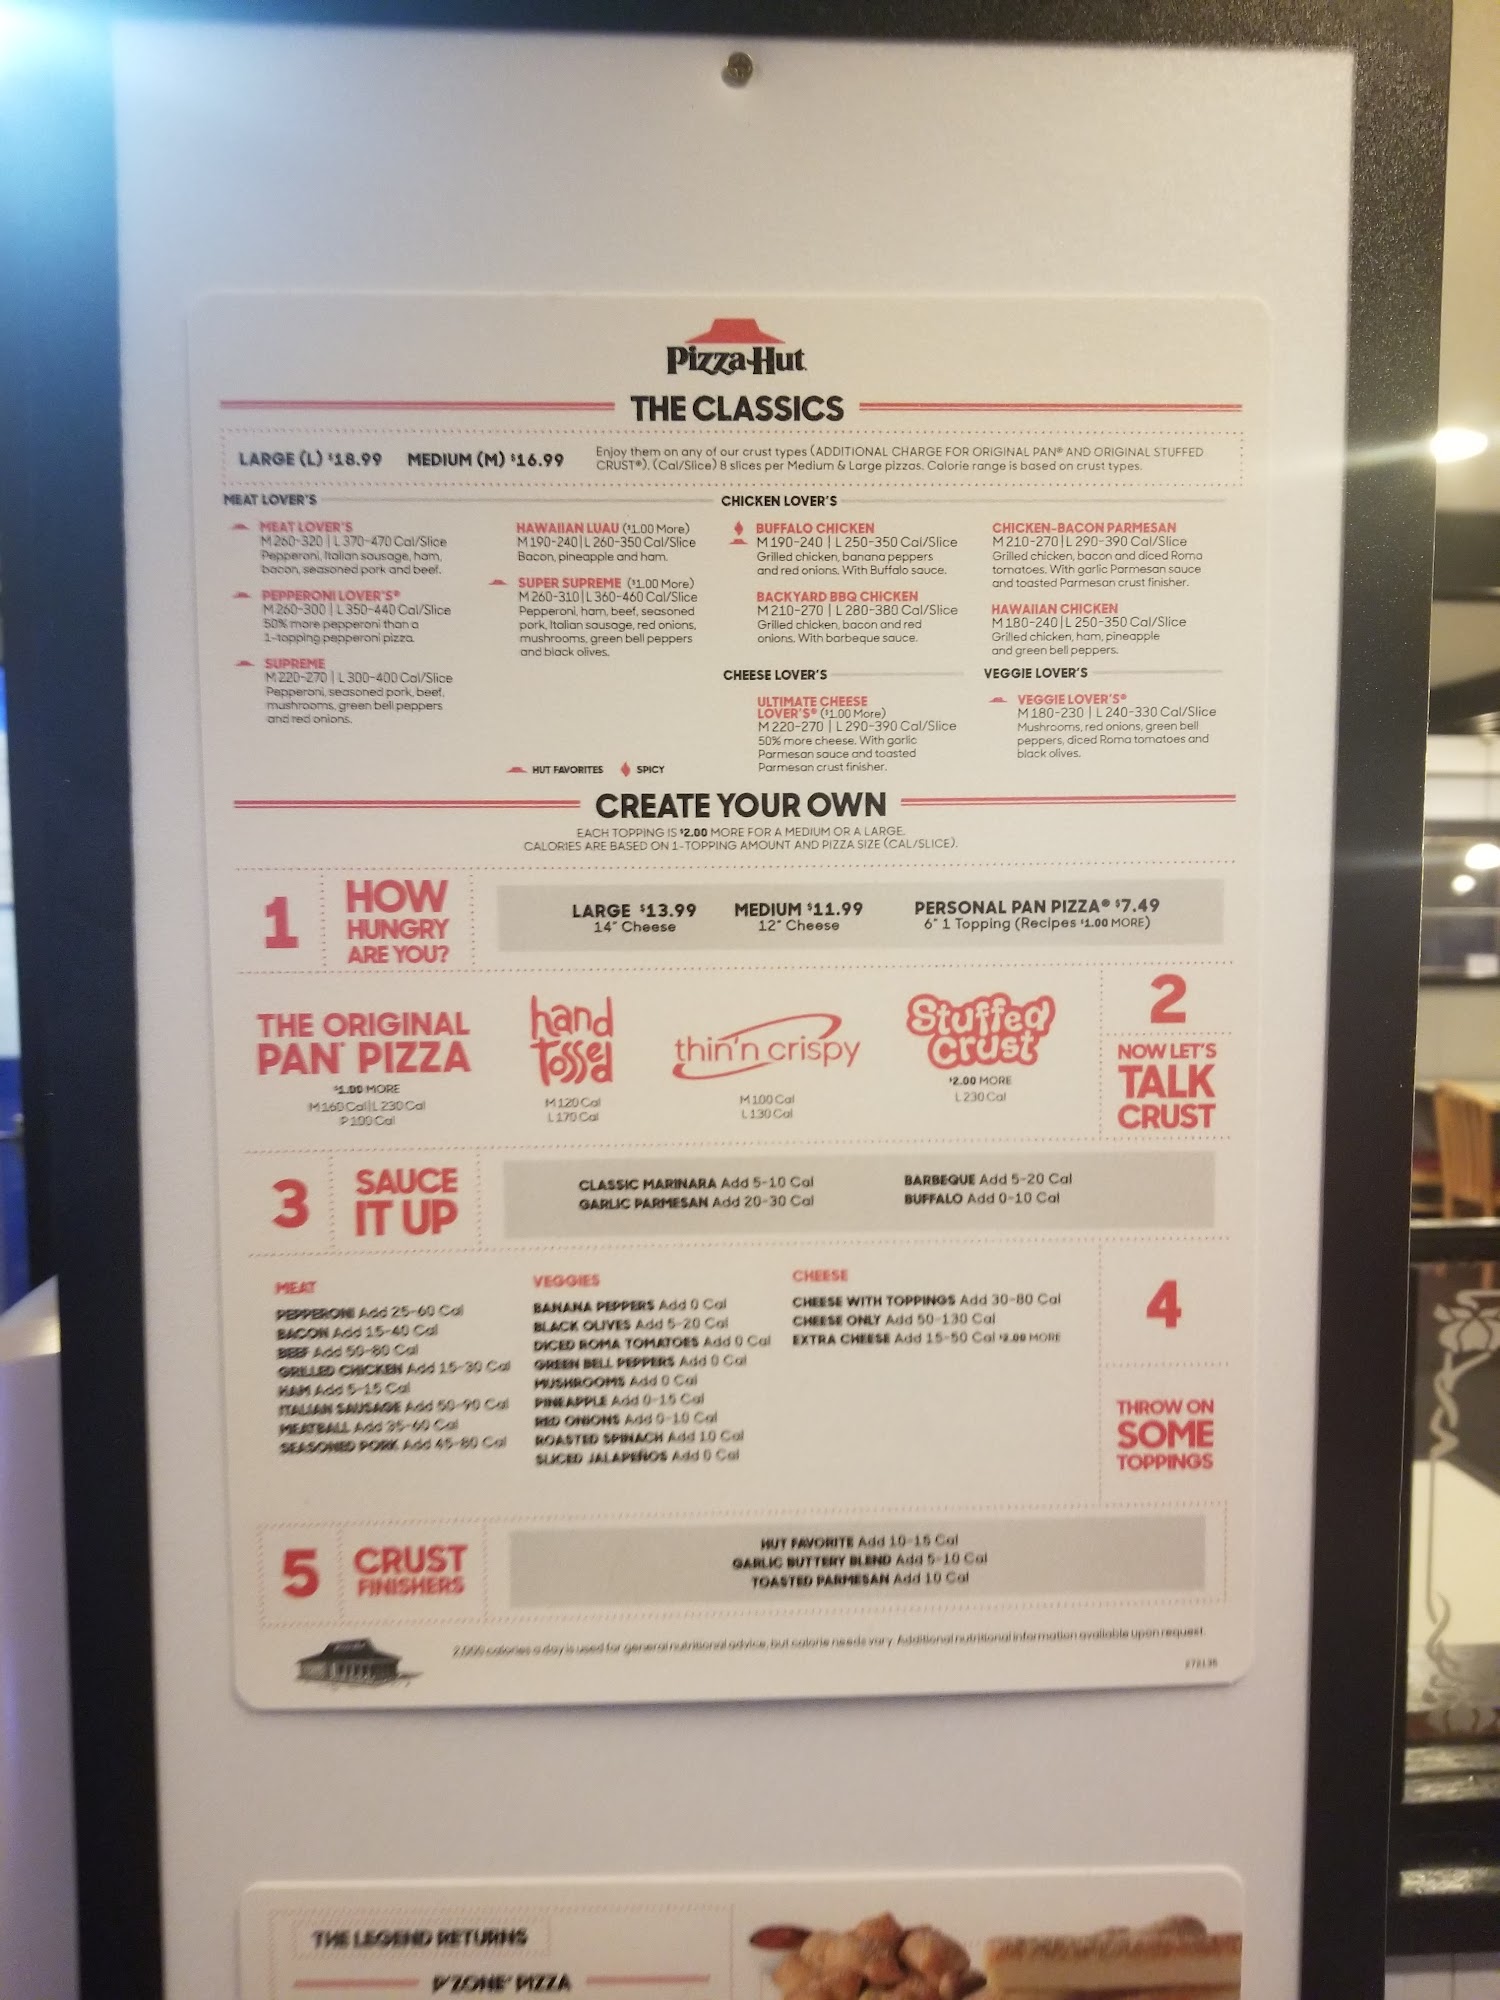 Pizza Hut
THE CLASSICS
LARGE (L) $18.99 MEDIUM (M) $16.99
Enjoy them on any of our crust types (ADDITIONAL CHARGE FOR ORIGINAL PAN® AND ORIGINAL STUFFED
CRUST®). (Cal/Slice) 8 slices per Medium & Large pizzas. Calorie range is based on crust types.
MEAT LOVER'S
MEAT LOVER'S
M 260-320 | L 370-470 Cal/Slice
Pepperoni, Italian sausage, ham,
bacon, seasoned pork and beef.
PEPPERONI LOVER'S®
M 260-300 | L 350-440 Cal/Slice
50% more pepperoni than a
1-topping pepperoni pizza.
SUPREME
M 220-270 | L 300-400 Cal/Slice
Pepperoni, seasoned pork, beef,
mushrooms, green bell peppers
and red onions.
HAWAIIAN LUAU ($1.00 More)
M 190-240 | L 260-350 Cal/Slice
Bacon, pineapple and ham.
SUPER SUPREME ($1.00 More)
M 260-310 | L 360-460 Cal/Slice
Pepperoni, ham, beef, seasoned
pork, Italian sausage, red onions,
mushrooms, green bell peppers
and black olives.
HUT FAVORITES SPICY
CHICKEN LOVER'S
BUFFALO CHICKEN
M 190-240 | L 250-350 Cal/Slice
Grilled chicken, banana peppers
and red onions. With Buffalo sauce.
BACKYARD BBQ CHICKEN
M 210-270 | L 280-380 Cal/Slice
Grilled chicken, bacon and red
onions. With barbeque sauce.
CHICKEN-BACON PARMESAN
M 210-270 | L 290-390 Cal/Slice
Grilled chicken, bacon and diced Roma
tomatoes. With garlic Parmesan sauce
and toasted Parmesan crust finisher.
HAWAIIAN CHICKEN
M 180-240 | L 250-350 Cal/Slice
Grilled chicken, ham, pineapple
and green bell peppers.
CHEESE LOVER'S
ULTIMATE CHEESE
LOVER'S® ($1.00 More)
M 220-270 | L 290-390 Cal/Slice
50% more cheese. With garlic
Parmesan sauce and toasted
Parmesan crust finisher.
VEGGIE LOVER'S
VEGGIE LOVER'S®
M 180-230 | L 240-330 Cal/Slice
Mushrooms, red onions, green bell
peppers, diced Roma tomatoes and
black olives.
CREATE YOUR OWN
EACH TOPPING IS $2.00 MORE FOR A MEDIUM OR A LARGE.
CALORIES ARE BASED ON 1-TOPPING AMOUNT AND PIZZA SIZE (CAL/SLICE).
1
HOW
HUNGRY
ARE YOU?
LARGE $13.99
14" Cheese
MEDIUM $11.99
12" Cheese
PERSONAL PAN PIZZA® $7.49
6" 1 Topping (Recipes $1.00 MORE)
2
NOW LET'S
TALK
CRUST
THE ORIGINAL
PAN® PIZZA
$1.00 MORE
M 160 Cal | L 230 Cal
P 100 Cal
hand
tossed
M 120 Cal
L 170 Cal
thin'n crispy
M 100 Cal
L 130 Cal
Stuffed
Crust
$2.00 MORE
L 230 Cal
3
SAUCE
IT UP
CLASSIC MARINARA Add 5-10 Cal
GARLIC PARMESAN Add 20-30 Cal
BARBEQUE Add 5-20 Cal
BUFFALO Add 0-10 Cal
4
THROW ON
SOME
TOPPINGS
MEAT
PEPPERONI Add 25-60 Cal
BACON Add 15-40 Cal
BEEF Add 50-80 Cal
GRILLED CHICKEN Add 15-30 Cal
HAM Add 5-15 Cal
ITALIAN SAUSAGE Add 50-90 Cal
MEATBALL Add 35-60 Cal
SEASONED PORK Add 45-80 Cal
VEGGIES
BANANA PEPPERS Add 0 Cal
BLACK OLIVES Add 5-20 Cal
DICED ROMA TOMATOES Add 0 Cal
GREEN BELL PEPPERS Add 0 Cal
MUSHROOMS Add 0 Cal
PINEAPPLE Add 0-15 Cal
RED ONIONS Add 0-10 Cal
ROASTED SPINACH Add 10 Cal
SLICED JALAPEÑOS Add 0 Cal
CHEESE
CHEESE WITH TOPPINGS Add 30-80 Cal
CHEESE ONLY Add 50-130 Cal
EXTRA CHEESE Add 15-50 Cal $2.00 MORE
5
CRUST
FINISHERS
HUT FAVORITE Add 10-15 Cal
GARLIC BUTTERY BLEND Add 5-10 Cal
TOASTED PARMESAN Add 10 Cal
2,000 calories a day is used for general nutritional advice, but calorie needs vary. Additional nutritional information available upon request.
THE LEGEND RETURNS
P'ZONE® PIZZA